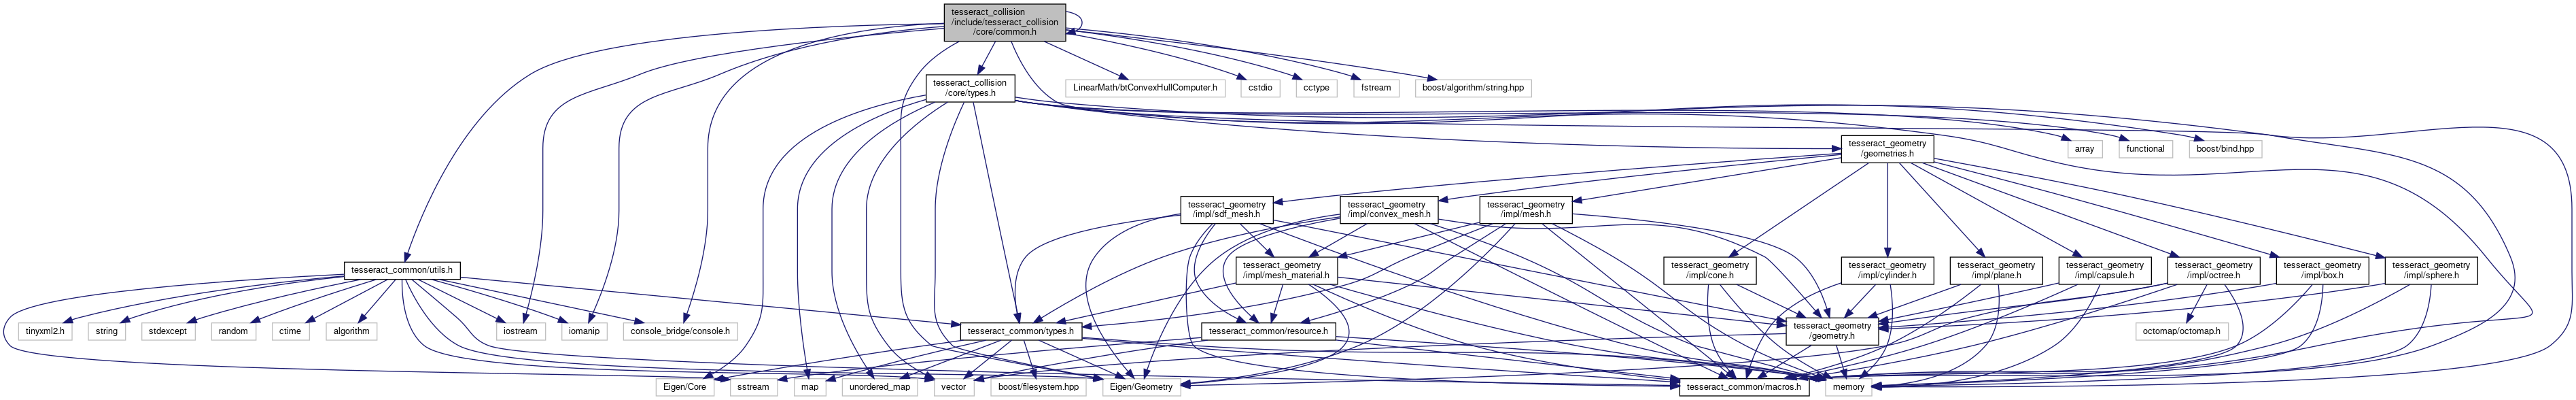 tesseract_collision
/include/tesseract_collision
/core/common.h
tesseract_collision
/core/types.h
LinearMath/btConvexHullComputer.h
cstdio
cctype
fstream
boost/algorithm/string.hpp
tesseract_geometry
/geometries.h
array
functional
boost/bind.hpp
tesseract_geometry
/impl/sdf_mesh.h
tesseract_geometry
/impl/convex_mesh.h
tesseract_geometry
/impl/mesh.h
tesseract_common/utils.h
tesseract_geometry
/impl/mesh_material.h
tesseract_geometry
/impl/cone.h
tesseract_geometry
/impl/cylinder.h
tesseract_geometry
/impl/plane.h
tesseract_geometry
/impl/capsule.h
tesseract_geometry
/impl/octree.h
tesseract_geometry
/impl/box.h
tesseract_geometry
/impl/sphere.h
tinyxml2.h
string
stdexcept
random
ctime
algorithm
iostream
iomanip
console_bridge/console.h
tesseract_common/types.h
tesseract_common/resource.h
tesseract_geometry
/geometry.h
octomap/octomap.h
Eigen/Core
sstream
map
unordered_map
vector
boost/filesystem.hpp
Eigen/Geometry
tesseract_common/macros.h
memory